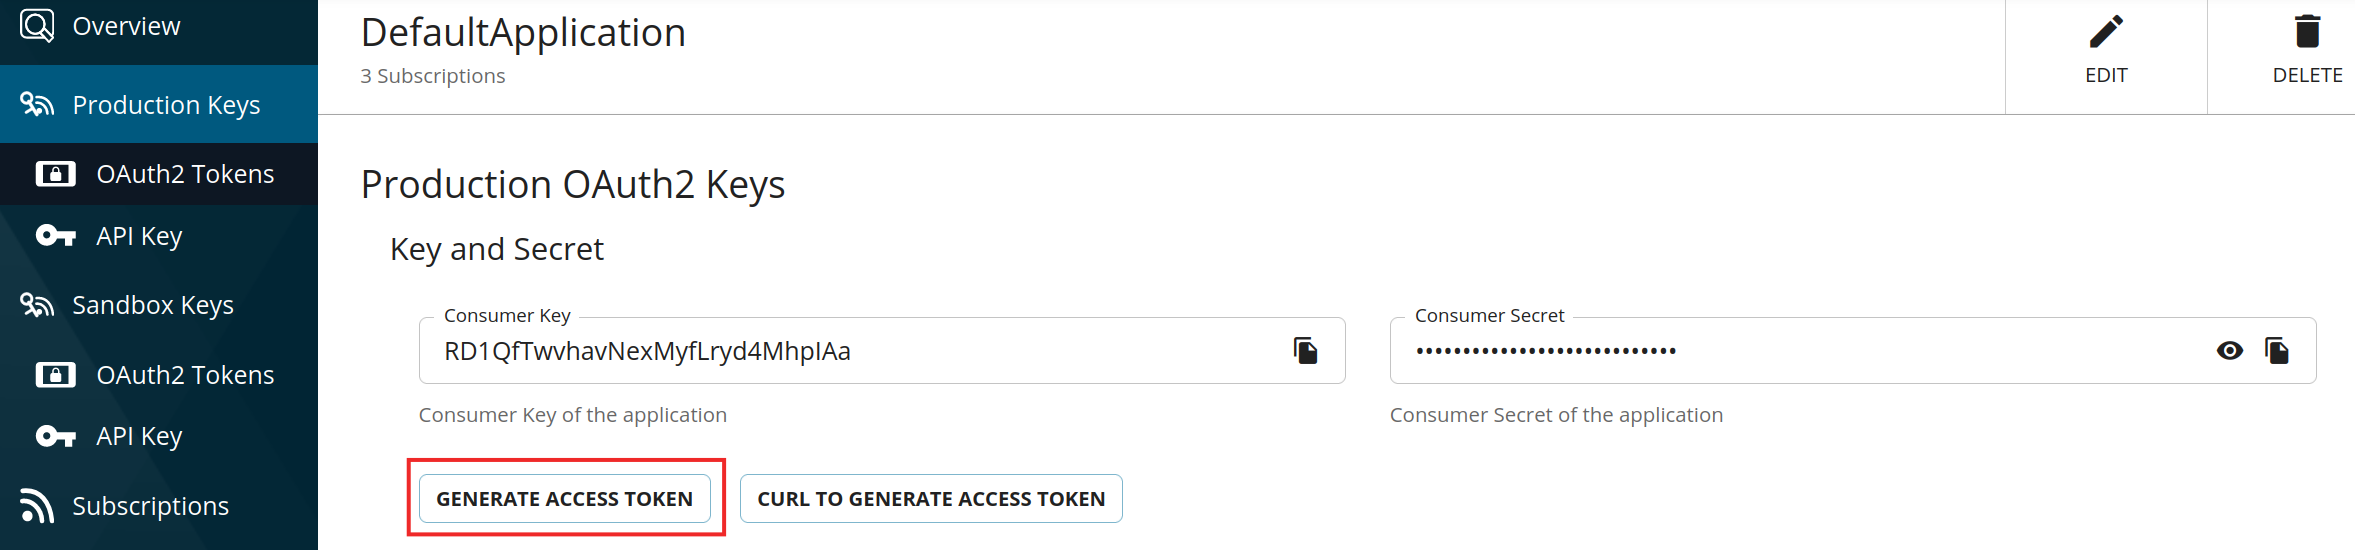 Overview
Production Keys
OAuth2 Tokens
API Key
Sandbox Keys
OAuth2 Tokens
API Key
Subscriptions
DefaultApplication
3 Subscriptions
EDIT
DELETE
Production OAuth2 Keys
Key and Secret
Consumer Key
RD1QfTwvhavNexMyfLryd4MhpIAa
Consumer Key of the application
Consumer Secret
••••••••••••••••••••••••••••
Consumer Secret of the application
GENERATE ACCESS TOKEN
CURL TO GENERATE ACCESS TOKEN